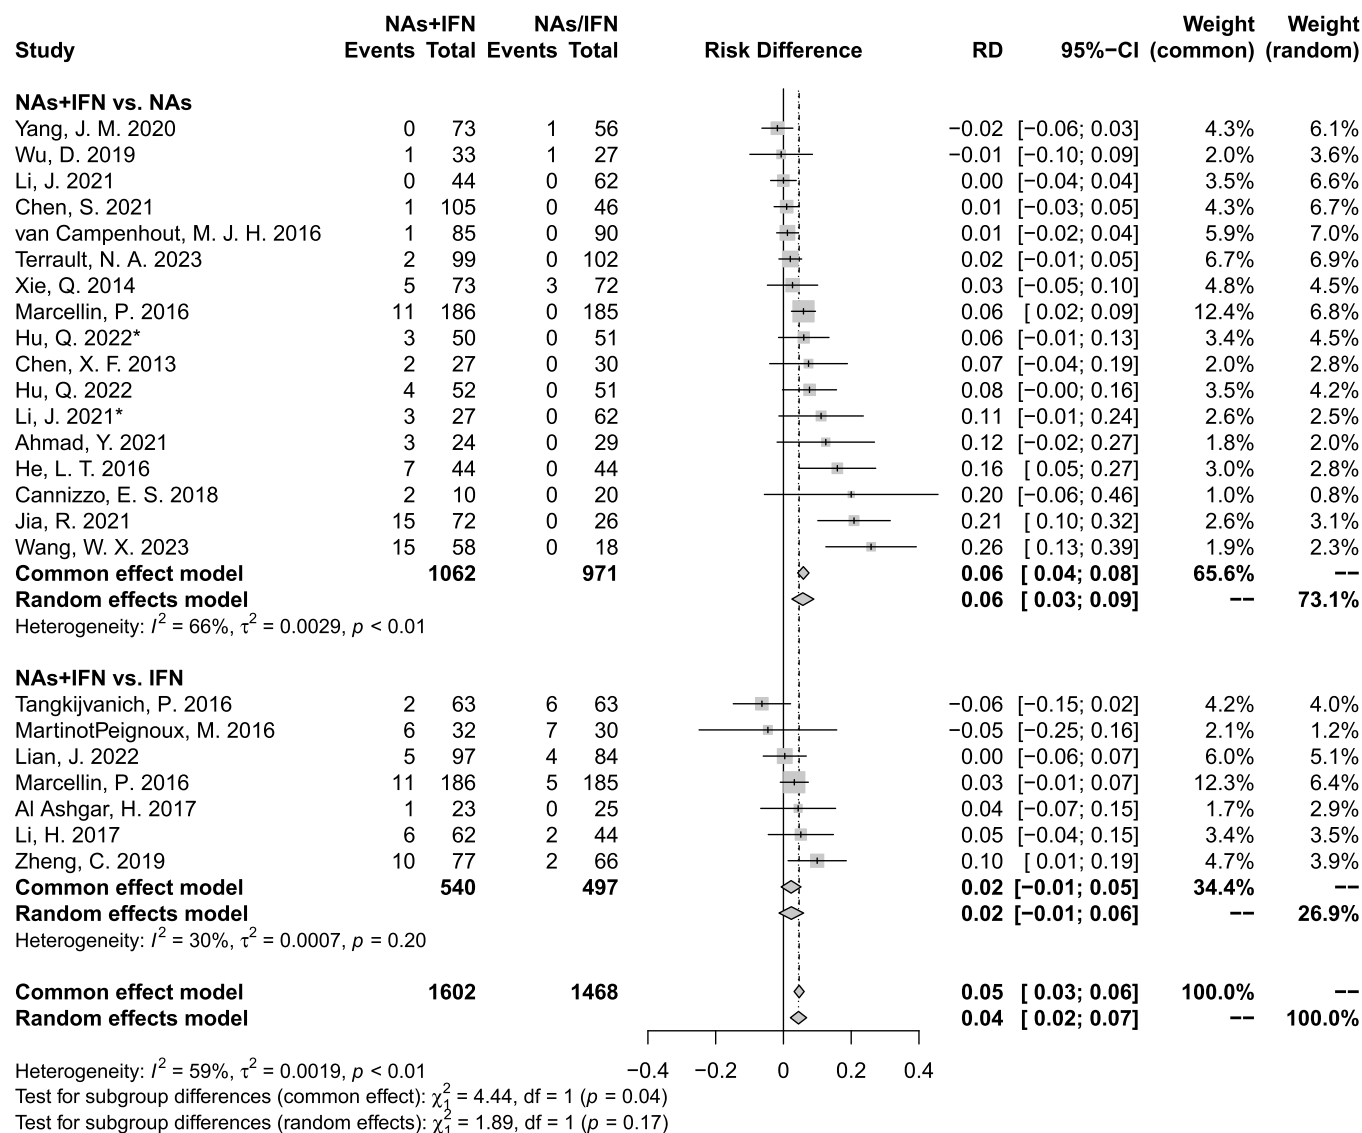 NAs+IFN NAs/IFN Weight Weight
Study Events Total Events Total Risk Difference RD 95%−CI (common) (random)
NAs+IFN vs. NAs
Yang, J. M. 2020 0 73 1 56 −0.02 [−0.06; 0.03] 4.3% 6.1%
Wu, D. 2019 1 33 1 27 −0.01 [−0.10; 0.09] 2.0% 3.6%
Li, J. 2021 0 44 0 62 0.00 [−0.04; 0.04] 3.5% 6.6%
Chen, S. 2021 1 105 0 46 0.01 [−0.03; 0.05] 4.3% 6.7%
van Campenhout, M. J. H. 2016 1 85 0 90 0.01 [−0.02; 0.04] 5.9% 7.0%
Terrault, N. A. 2023 2 99 0 102 0.02 [−0.01; 0.05] 6.7% 6.9%
Xie, Q. 2014 5 73 3 72 0.03 [−0.05; 0.10] 4.8% 4.5%
Marcellin, P. 2016 11 186 0 185 0.06 [ 0.02; 0.09] 12.4% 6.8%
Hu, Q. 2022* 3 50 0 51 0.06 [−0.01; 0.13] 3.4% 4.5%
Chen, X. F. 2013 2 27 0 30 0.07 [−0.04; 0.19] 2.0% 2.8%
Hu, Q. 2022 4 52 0 51 0.08 [−0.00; 0.16] 3.5% 4.2%
Li, J. 2021* 3 27 0 62 0.11 [−0.01; 0.24] 2.6% 2.5%
Ahmad, Y. 2021 3 24 0 29 0.12 [−0.02; 0.27] 1.8% 2.0%
He, L. T. 2016 7 44 0 44 0.16 [ 0.05; 0.27] 3.0% 2.8%
Cannizzo, E. S. 2018 2 10 0 20 0.20 [−0.06; 0.46] 1.0% 0.8%
Jia, R. 2021 15 72 0 26 0.21 [ 0.10; 0.32] 2.6% 3.1%
Wang, W. X. 2023 15 58 0 18 0.26 [ 0.13; 0.39] 1.9% 2.3%
Common effect model 1062 971 0.06 [ 0.04; 0.08] 65.6% −−
Random effects model 0.06 [ 0.03; 0.09] −− 73.1%
Heterogeneity: I² = 66%, τ² = 0.0029, p < 0.01
NAs+IFN vs. IFN
Tangkijvanich, P. 2016 2 63 6 63 −0.06 [−0.15; 0.02] 4.2% 4.0%
MartinotPeignoux, M. 2016 6 32 7 30 −0.05 [−0.25; 0.16] 2.1% 1.2%
Lian, J. 2022 5 97 4 84 0.00 [−0.06; 0.07] 6.0% 5.1%
Marcellin, P. 2016 11 186 5 185 0.03 [−0.01; 0.07] 12.3% 6.4%
Al Ashgar, H. 2017 1 23 0 25 0.04 [−0.07; 0.15] 1.7% 2.9%
Li, H. 2017 6 62 2 44 0.05 [−0.04; 0.15] 3.4% 3.5%
Zheng, C. 2019 10 77 2 66 0.10 [ 0.01; 0.19] 4.7% 3.9%
Common effect model 540 497 0.02 [−0.01; 0.05] 34.4% −−
Random effects model 0.02 [−0.01; 0.06] −− 26.9%
Heterogeneity: I² = 30%, τ² = 0.0007, p = 0.20
Common effect model 1602 1468 0.05 [ 0.03; 0.06] 100.0% −−
Random effects model 0.04 [ 0.02; 0.07] −− 100.0%
−0.4 −0.2 0 0.2 0.4
Heterogeneity: I² = 59%, τ² = 0.0019, p < 0.01
Test for subgroup differences (common effect): χ₁² = 4.44, df = 1 (p = 0.04)
Test for subgroup differences (random effects): χ₁² = 1.89, df = 1 (p = 0.17)